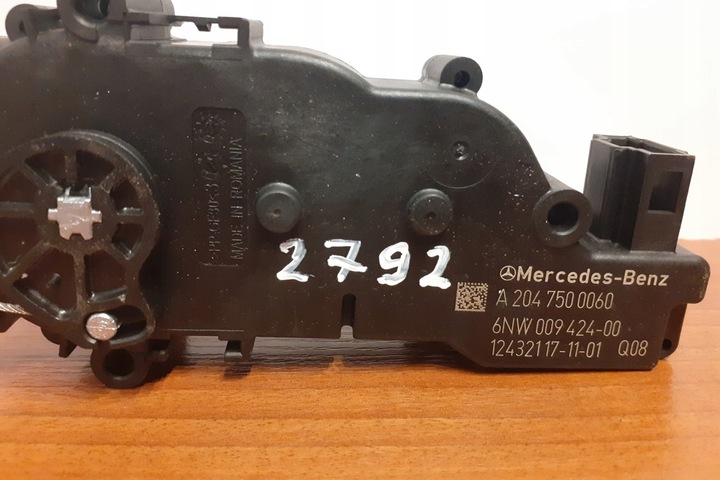 MADE IN ROMANIA
2792
Mercedes-Benz
A 204 750 0060
6NW 009 424-00
12432117-11-01 Q08